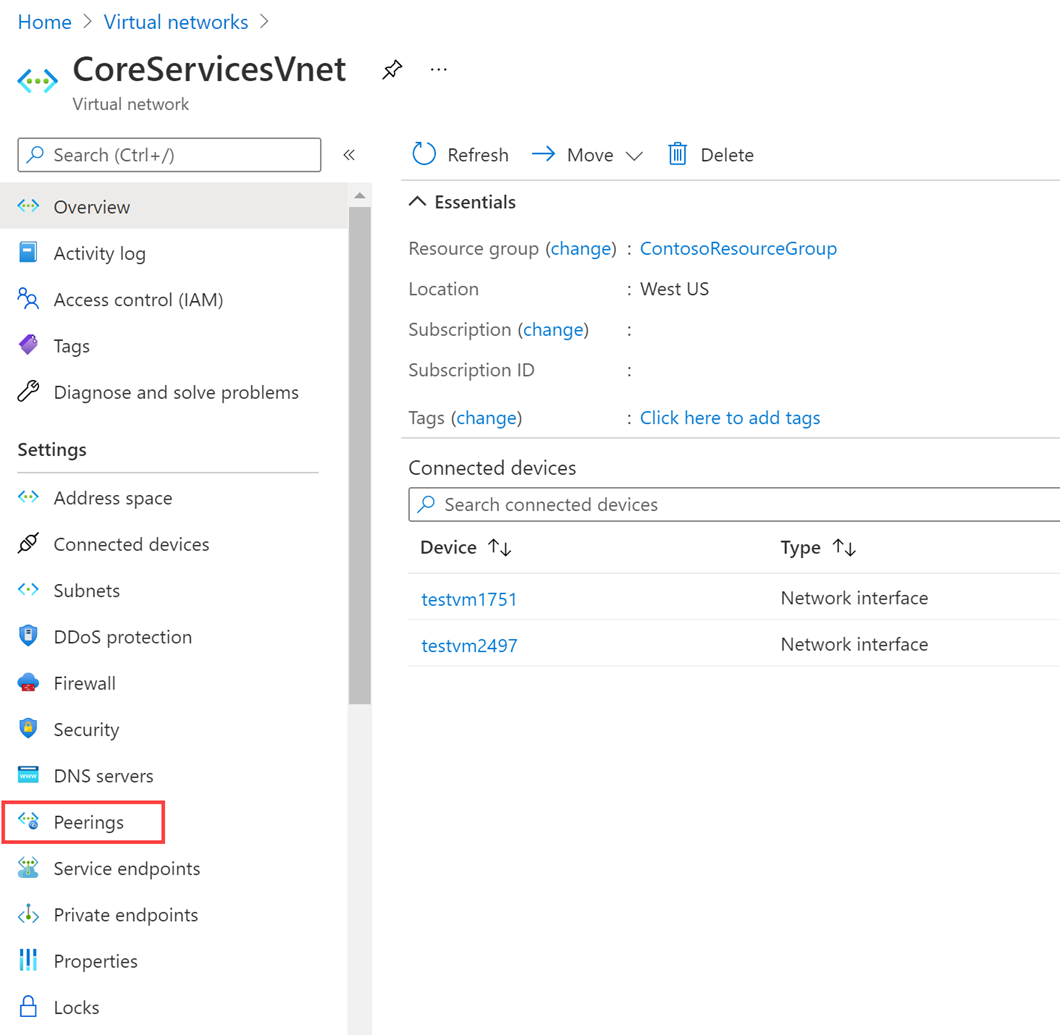 Home > Virtual networks >
CoreServicesVnet ...
Virtual network
Search (Ctrl+/) «
Overview
Activity log
Access control (IAM)
Tags
Diagnose and solve problems
Settings
Address space
Connected devices
Subnets
DDoS protection
Firewall
Security
DNS servers
Peerings
Service endpoints
Private endpoints
Properties
Locks
Refresh Move Delete
Essentials
Resource group (change) : ContosoResourceGroup
Location : West US
Subscription (change) :
Subscription ID :
Tags (change) : Click here to add tags
Connected devices
Search connected devices
Device ↑↓ Type ↑↓
testvm1751 Network interface
testvm2497 Network interface